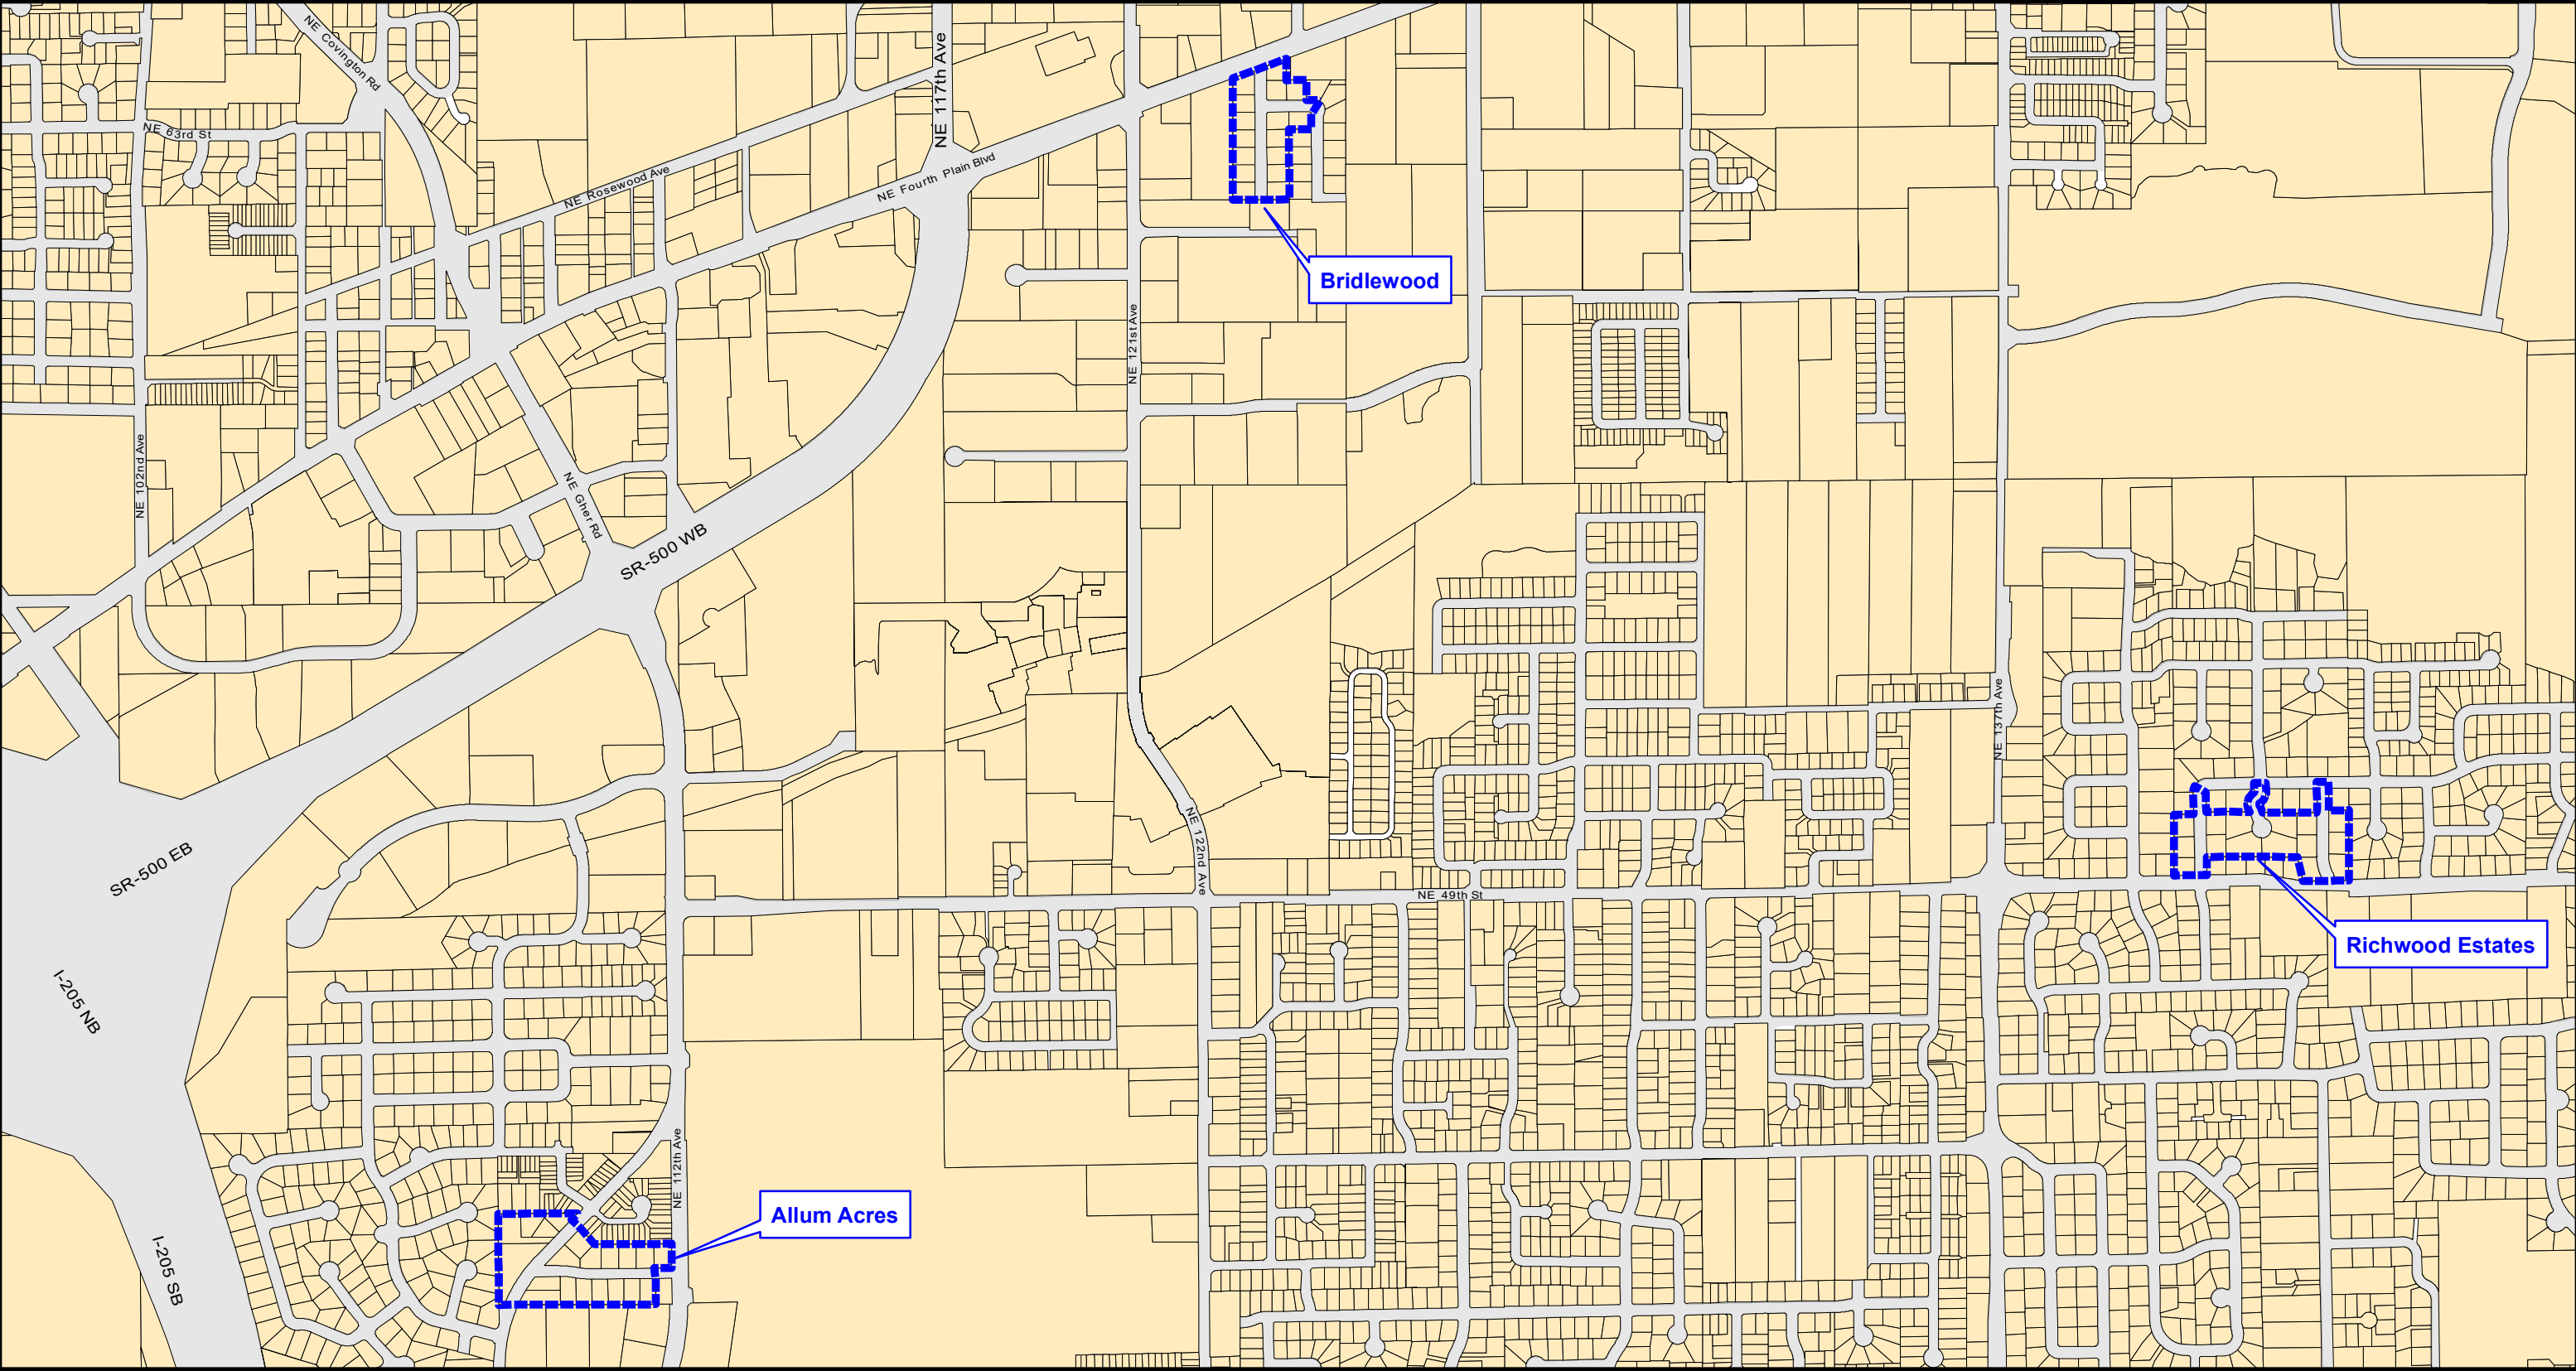 NE Covington Rd
NE 117th Ave
NE 63rd St
NE Rosewood Ave
NE Fourth Plain Blvd
Bridlewood
NE 121st Ave
NE 102nd Ave
NE Gher Rd
SR-500 WB
NE 137th Ave
NE 122nd Ave
SR-500 EB
NE 49th St
Richwood Estates
I-205 NB
NE 112th Ave
Allum Acres
I-205 SB